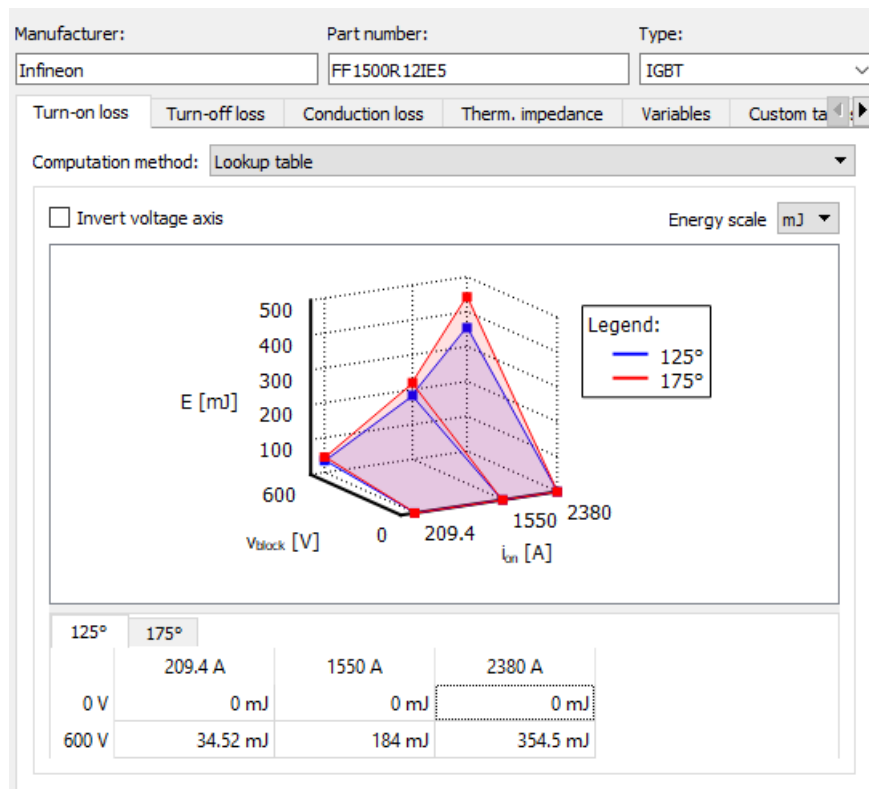 Manufacturer: Part number: Type:
Infineon FF1500R12IE5 IGBT
Turn-on loss Turn-off loss Conduction loss Therm. impedance Variables Custom ta
Computation method: Lookup table
Invert voltage axis Energy scale mJ
500
400
300
200
100
E [mJ]
600
0
Vblock [V]
209.4
1550
2380
ion [A]
Legend:
125°
175°
125° 175°
209.4 A 1550 A 2380 A
0 V 0 mJ 0 mJ 0 mJ
600 V 34.52 mJ 184 mJ 354.5 mJ